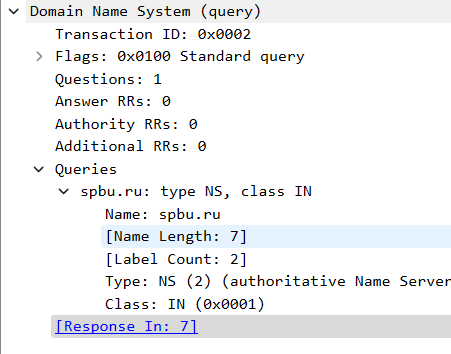 Domain Name System (query)
Transaction ID: 0x0002
Flags: 0x0100 Standard query
Questions: 1
Answer RRs: 0
Authority RRs: 0
Additional RRs: 0
Queries
spbu.ru: type NS, class IN
Name: spbu.ru
[Name Length: 7]
[Label Count: 2]
Type: NS (2) (authoritative Name Server
Class: IN (0x0001)
[Response In: 7]